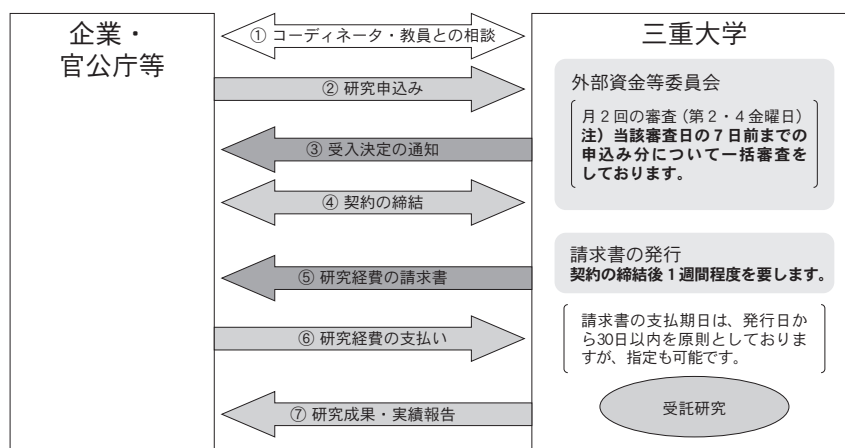 企業・
官公庁等
三重大学
① コーディネータ・教員との相談
② 研究申込み
外部資金等委員会
月2回の審査(第2・4金曜日)
注)当該審査日の7日前までの
申込み分について一括審査を
しております。
③ 受入決定の通知
④ 契約の締結
請求書の発行
契約の締結後1週間程度を要します。
⑤ 研究経費の請求書
⑥ 研究経費の支払い
請求書の支払期日は、発行日か
ら30日以内を原則としておりま
すが、指定も可能です。
⑦ 研究成果・実績報告
受託研究